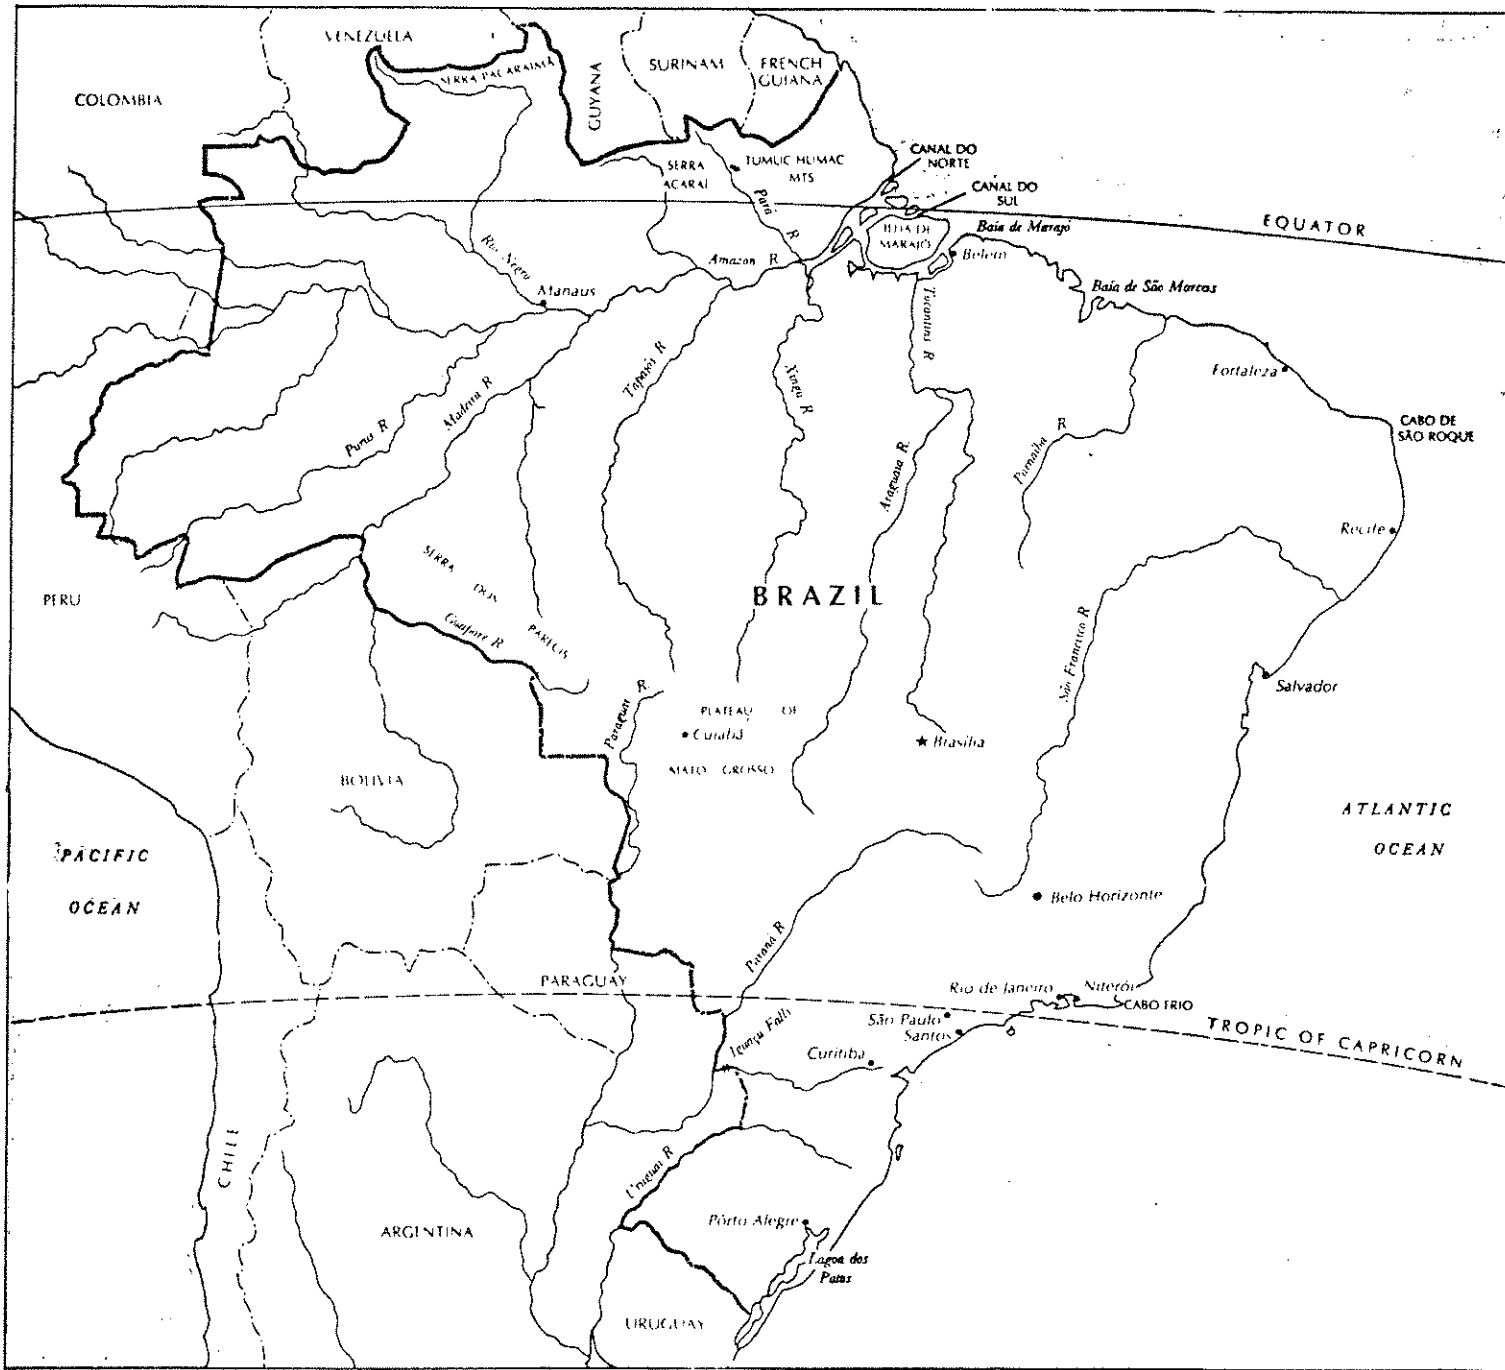 VENEZUELA
SURINAM
FRENCH
GUIANA
SERRA PACARAIMA
COLOMBIA
GUYANA
CANAL DO
NORTE
SERRA
ACARAI
TUMUC HUMAC
MTS
CANAL DO
SUL
Pará R
EQUATOR
Baia de Marajó
ILHA DE
MARAJÓ
Belem
Amazon R
Rio Negro
Manaus
Baía de São Marcos
Tocantins R
Fortaleza
Tapajós R
Xingu R
Madeira R
Purus R
CABO DE
SÃO ROQUE
Araguaia R.
Parnaíba R
Recife
SERRA
DOS
PARECIS
BRAZIL
PERU
Guaporé R
São Francisco R
Salvador
Paraguai R.
PLATEAU OF
Cuiabá
Brasília
MATO GROSSO
BOLIVIA
ATLANTIC
OCEAN
PACIFIC
OCEAN
Belo Horizonte
Paraná R
PARAGUAY
Rio de Janeiro
Niterói
CABO FRIO
São Paulo
Santos
TROPIC OF CAPRICORN
Iguaçu Falls
Curitiba
CHILE
Uruguai R
ARGENTINA
Pôrto Alegre
Lagoa dos
Patos
URUGUAY